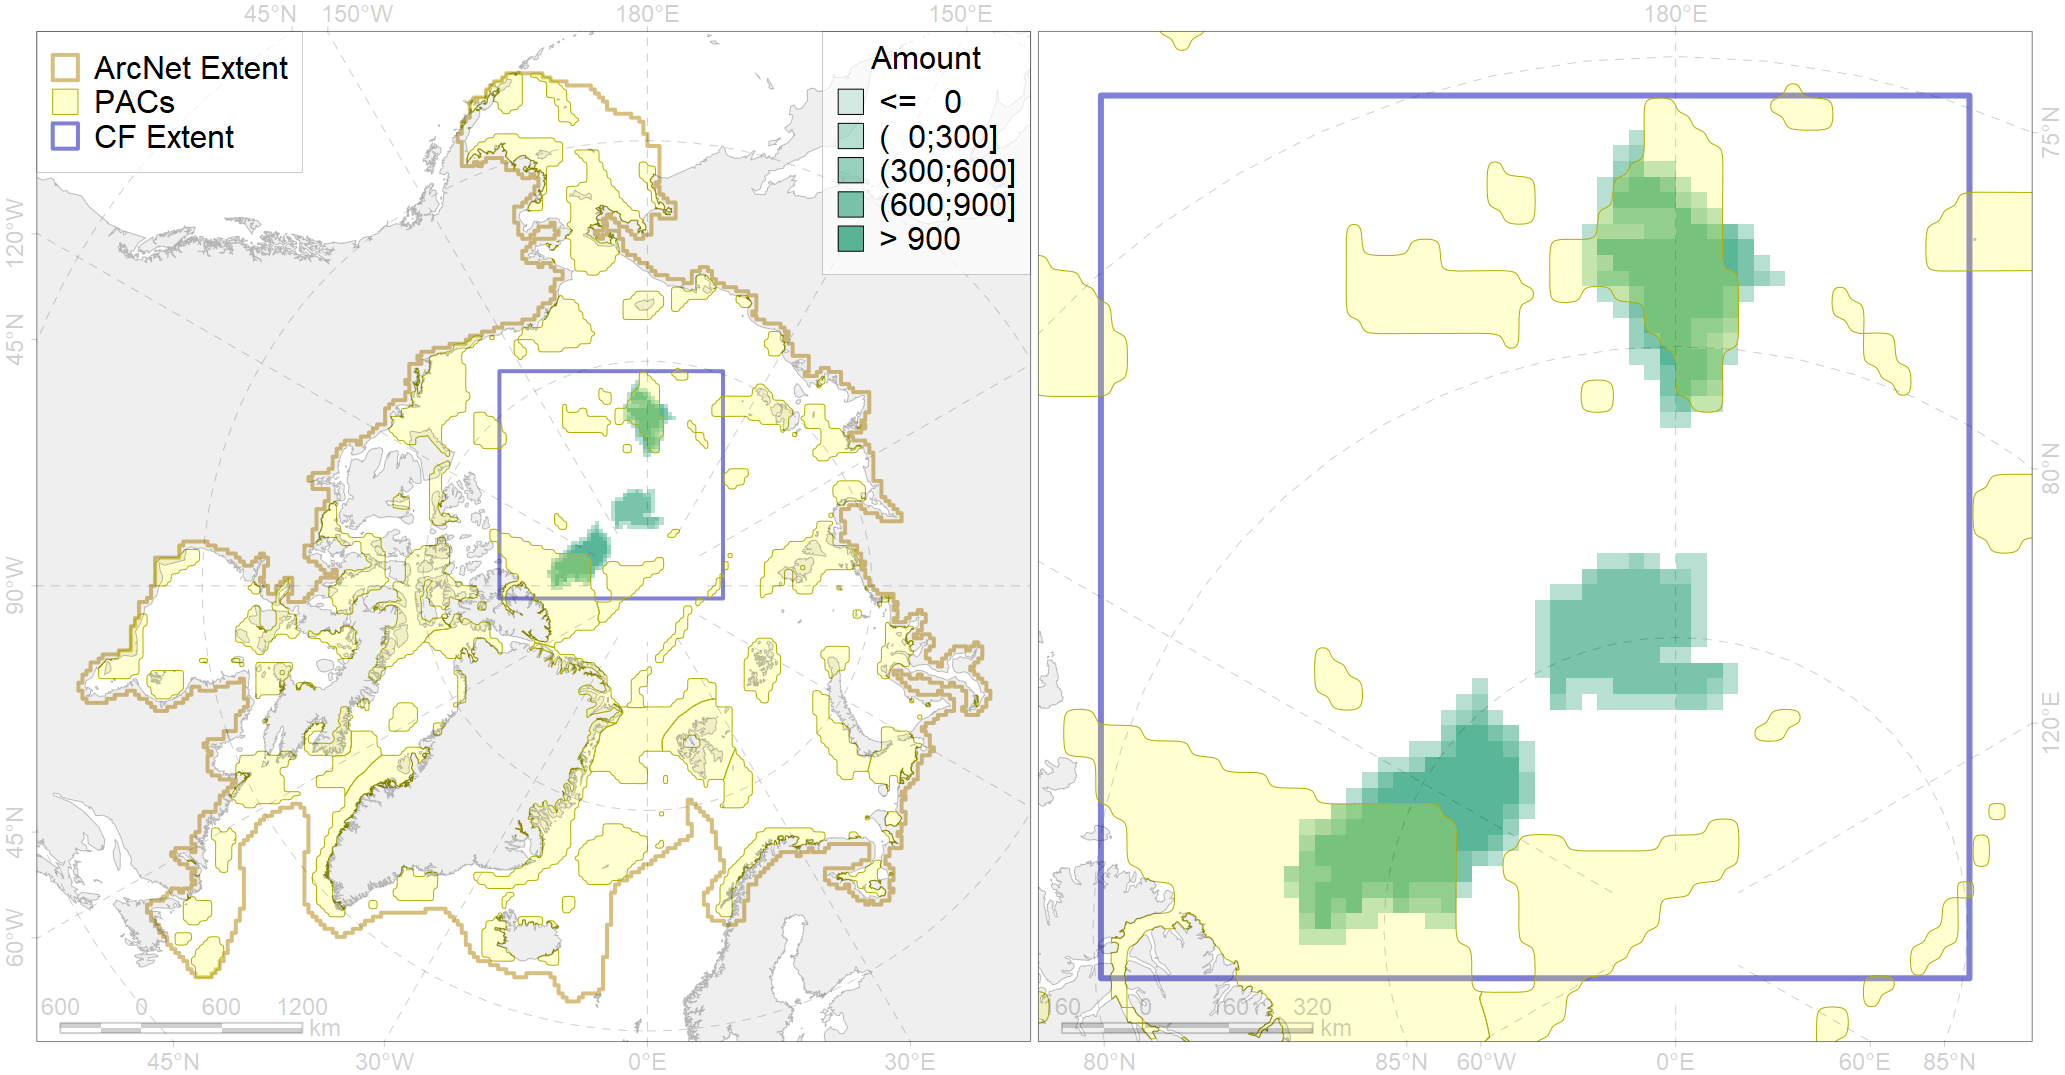 45°N 150°W 180°E 150°E 180°E
ArcNet Extent
PACs
CF Extent
Amount
<= 0
( 0;300]
(300;600]
(600;900]
> 900
120°W
45°N
90°W
45°N
60°W
75°N
80°N
120°E
600 0 600 1200
km
160 0 160 320
km
45°N 30°W 0°E 30°E
80°N 85°N 60°W 0°E 60°E 85°N